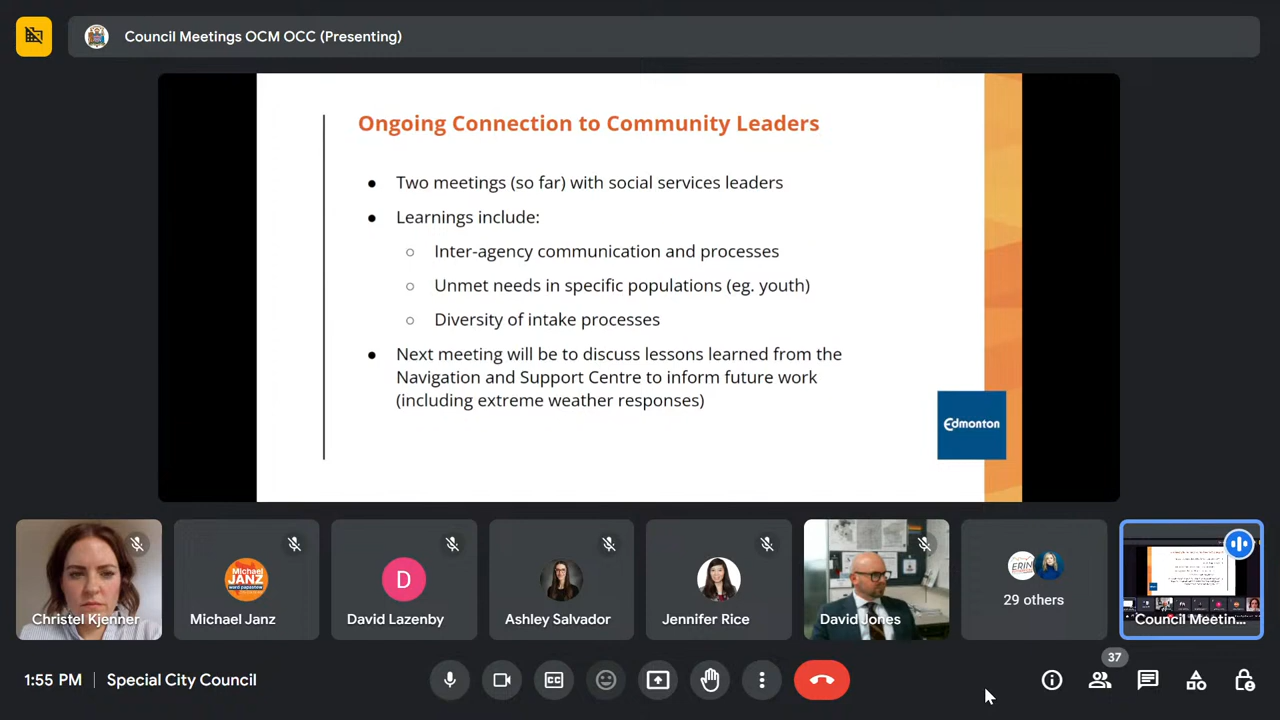 Council Meetings OCM OCC (Presenting)
Ongoing Connection to Community Leaders
● Two meetings (so far) with social services leaders
● Learnings include:
○ Inter-agency communication and processes
○ Unmet needs in specific populations (eg. youth)
○ Diversity of intake processes
● Next meeting will be to discuss lessons learned from the
Navigation and Support Centre to inform future work
(including extreme weather responses)
Edmonton
Michael
JANZ
D
ERIN
29 others
Christel Kjenner
Michael Janz
David Lazenby
Ashley Salvador
Jennifer Rice
David Jones
Council Meetin...
37
1:55 PM | Special City Council
CC